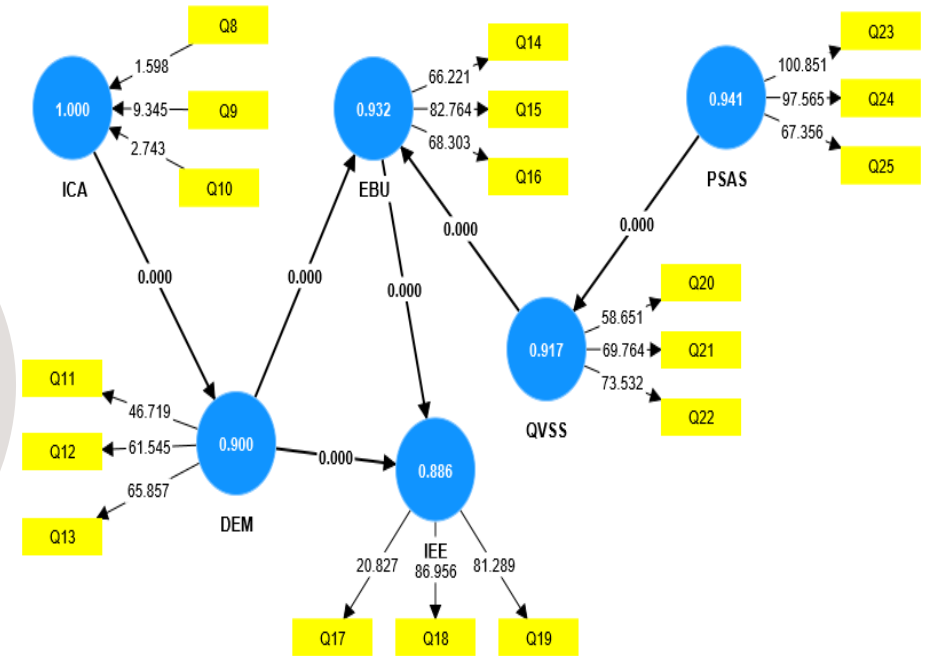 Q8
1.598
9.345
Q9
2.743
Q10
1.000
ICA
Q14
66.221
0.932
82.764
Q15
68.303
Q16
EBU
Q23
100.851
0.941
97.565
Q24
67.356
Q25
PSAS
0.000
0.000
0.000
0.000
0.000
Q20
58.651
0.917
69.764
Q21
73.532
Q22
QVSS
Q11
46.719
Q12
61.545
0.900
65.857
Q13
DEM
0.000
0.886
IEE
20.827
86.956
81.289
Q17
Q18
Q19